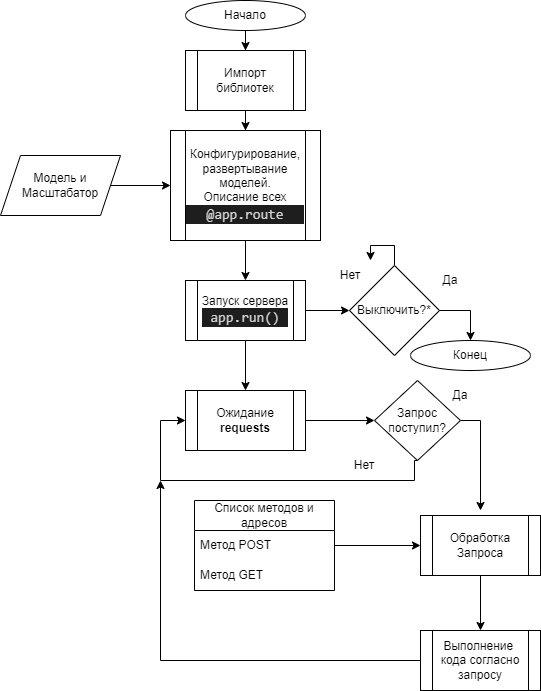 Начало
Импорт
библиотек
Модель и
Масштабатор
Конфигурирование,
развертывание
моделей.
Описание всех
@app.route
Запуск сервера
app.run()
Нет
Да
Выключить?*
Конец
Ожидание
requests
Запрос
поступил?
Да
Нет
Список методов и
адресов
Метод POST
Метод GET
Обработка
Запроса
Выполнение
кода согласно
запросу